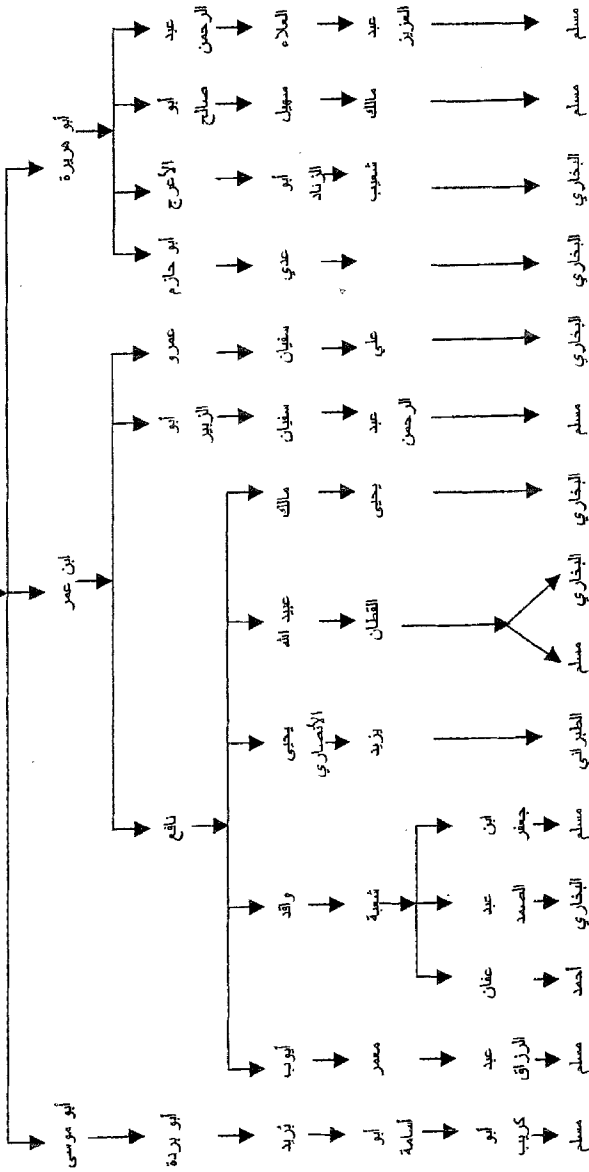 أبو هريرة
ابن عمر
أبو موسى
عبد الرحمن
أبو صالح
الأعرج
أبو حازم
عمرو
أبو الزبير
نافع
أبو بردة
العلاء
سهيل
أبو الزناد
عدي
سفيان
سفيان
مالك
عبيد الله
يحيى الأنصاري
واقد
أيوب
بريد
عبد العزيز
مالك
شعيب
علي
عبد الرحمن
يحيى
القطان
يزيد
شعبة
معمر
أبو أسامة
ابن جعفر
عبد الصمد
عفان
عبد الرزاق
أبو كريب
مسلم
مسلم
البخاري
البخاري
البخاري
مسلم
البخاري
البخاري
مسلم
الطبراني
مسلم
البخاري
أحمد
مسلم
مسلم